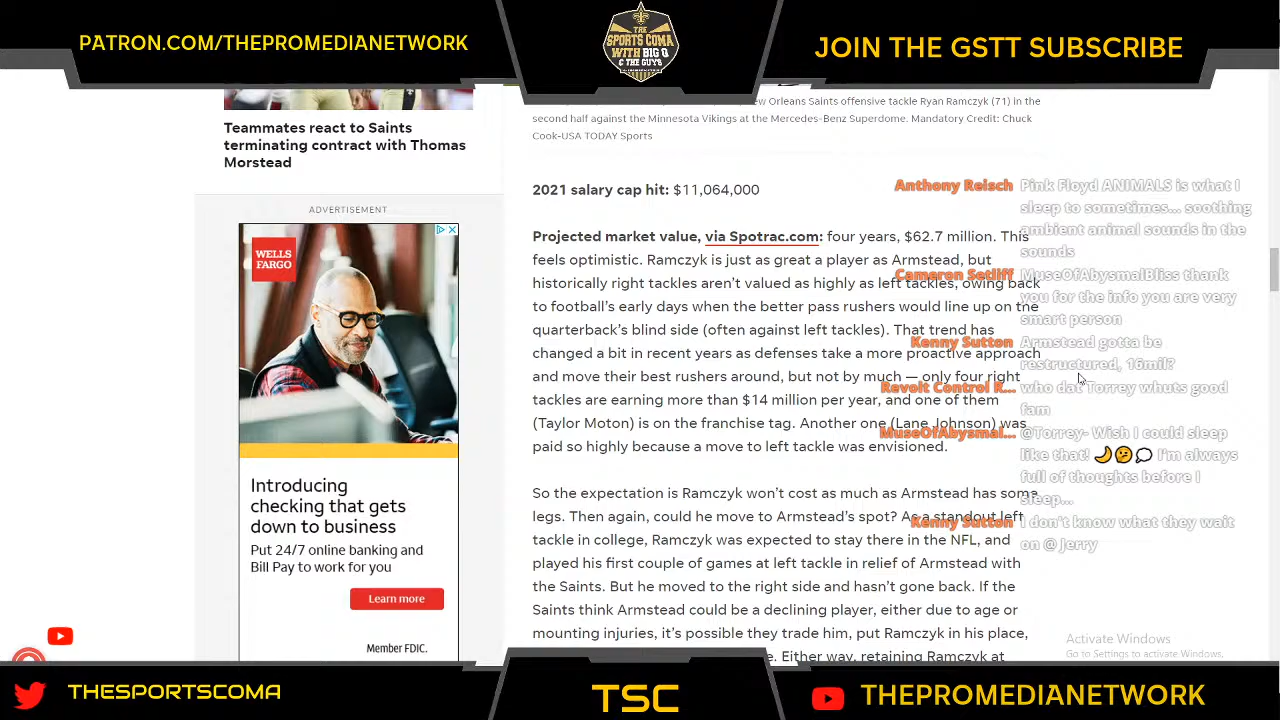 PATRON.COM/THEPROMEDIANETWORK
THE
SPORTS COMA
WITH BIG Q
& THE GUYS
JOIN THE GSTT SUBSCRIBE
Teammates react to Saints
terminating contract with Thomas
Morstead
ADVERTISEMENT
WELLS
FARGO
Introducing
checking that gets
down to business
Put 24/7 online banking and
Bill Pay to work for you
Learn more
Member FDIC.
Orleans Saints offensive tackle Ryan Ramczyk (71) in the
second half against the Minnesota Vikings at the Mercedes-Benz Superdome. Mandatory Credit: Chuck
Cook-USA TODAY Sports
2021 salary cap hit: $11,064,000
Projected market value, via Spotrac.com: four years, $62.7 million. This
feels optimistic. Ramczyk is just as great a player as Armstead, but
historically right tackles aren't valued as highly as left tackles, owing back
to football's early days when the better pass rushers would line up on the
quarterback's blind side (often against left tackles). That trend has
changed a bit in recent years as defenses take a more proactive approach
and move their best rushers around, but not by much — only four right
tackles are earning more than $14 million per year, and one of them
(Taylor Moton) is on the franchise tag. Another one (Lane Johnson) was
paid so highly because a move to left tackle was envisioned.
So the expectation is Ramczyk won't cost as much as Armstead has some
legs. Then again, could he move to Armstead's spot? As a standout left
tackle in college, Ramczyk was expected to stay there in the NFL, and
played his first couple of games at left tackle in relief of Armstead with
the Saints. But he moved to the right side and hasn't gone back. If the
Saints think Armstead could be a declining player, either due to age or
mounting injuries, it's possible they trade him, put Ramczyk in his place,
Either way, retaining Ramczyk at
Anthony Reisch Pink Floyd ANIMALS is what I
sleep to sometimes... soothing
ambient animal sounds in the
sounds
Cameron Setliff MuseOfAbysmalBliss thank
you for the info you are very
smart person
Kenny Sutton Armstead gotta be
restructured, 16mil?
Revolt Control R... who dat Torrey whuts good
fam
MuseOfAbysmal... @Torrey- Wish I could sleep
like that! 🌙🤔💭 I'm always
full of thoughts before I
sleep...
Kenny Sutton I don't know what they wait
on @ Jerry
Activate Windows
Go to Settings to activate Windows.
THESPORTSCOMA
TSC
THEPROMEDIANETWORK